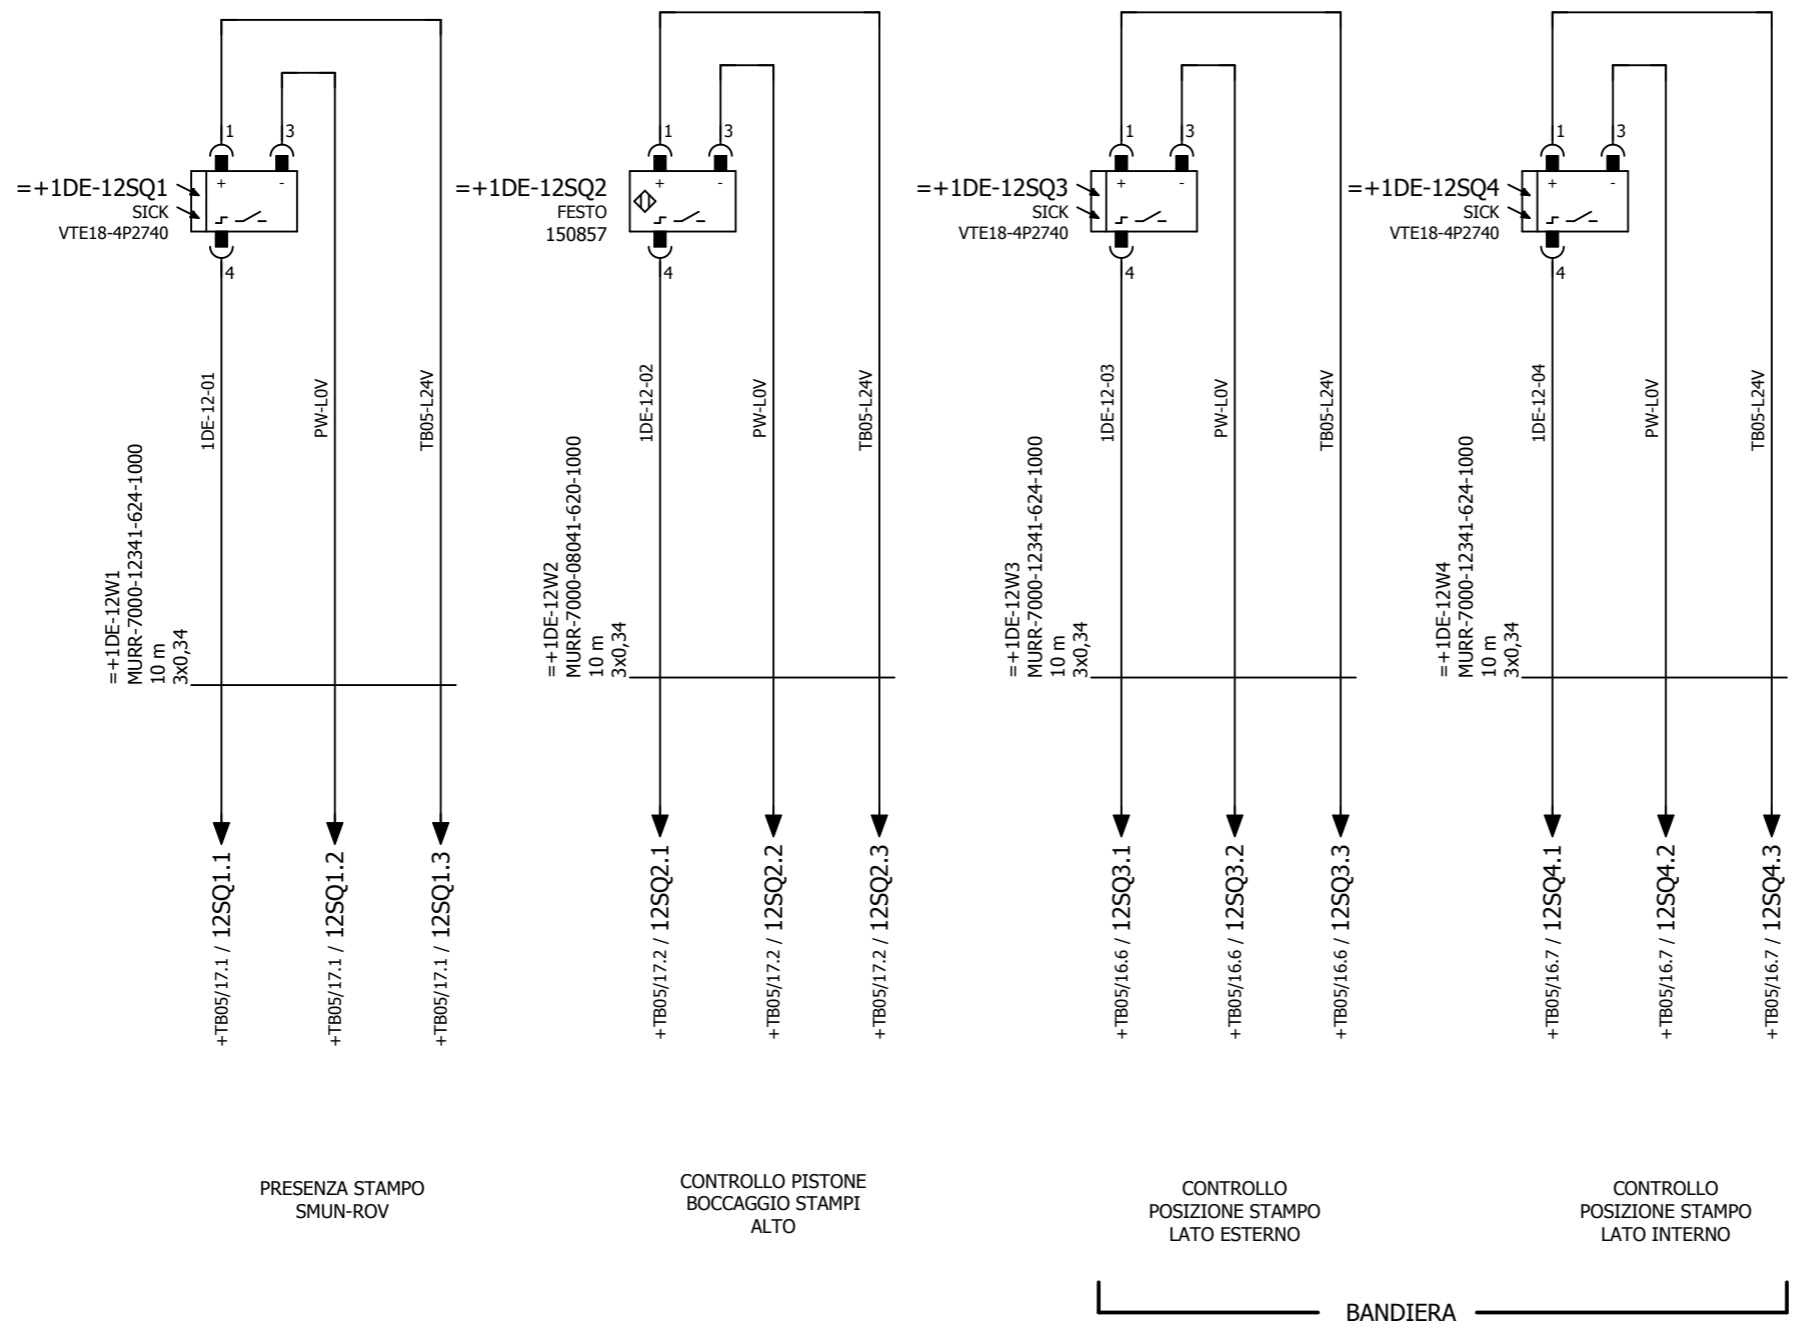 1
3
=+1DE-12SQ1
SICK
VTE18-4P2740
+
-
4
1DE-12-01
PW-L0V
TB05-L24V
=+1DE-12W1
MURR-7000-12341-624-1000
10 m
3x0,34
+TB05/17.1 / 12SQ1.1
+TB05/17.1 / 12SQ1.2
+TB05/17.1 / 12SQ1.3
PRESENZA STAMPO
SMUN-ROV
1
3
=+1DE-12SQ2
FESTO
150857
+
-
4
1DE-12-02
PW-L0V
TB05-L24V
=+1DE-12W2
MURR-7000-08041-620-1000
10 m
3x0,34
+TB05/17.2 / 12SQ2.1
+TB05/17.2 / 12SQ2.2
+TB05/17.2 / 12SQ2.3
CONTROLLO PISTONE
BOCCAGGIO STAMPI
ALTO
1
3
=+1DE-12SQ3
SICK
VTE18-4P2740
+
-
4
1DE-12-03
PW-L0V
TB05-L24V
=+1DE-12W3
MURR-7000-12341-624-1000
10 m
3x0,34
+TB05/16.6 / 12SQ3.1
+TB05/16.6 / 12SQ3.2
+TB05/16.6 / 12SQ3.3
CONTROLLO
POSIZIONE STAMPO
LATO ESTERNO
1
3
=+1DE-12SQ4
SICK
VTE18-4P2740
+
-
4
1DE-12-04
PW-L0V
TB05-L24V
=+1DE-12W4
MURR-7000-12341-624-1000
10 m
3x0,34
+TB05/16.7 / 12SQ4.1
+TB05/16.7 / 12SQ4.2
+TB05/16.7 / 12SQ4.3
CONTROLLO
POSIZIONE STAMPO
LATO INTERNO
BANDIERA